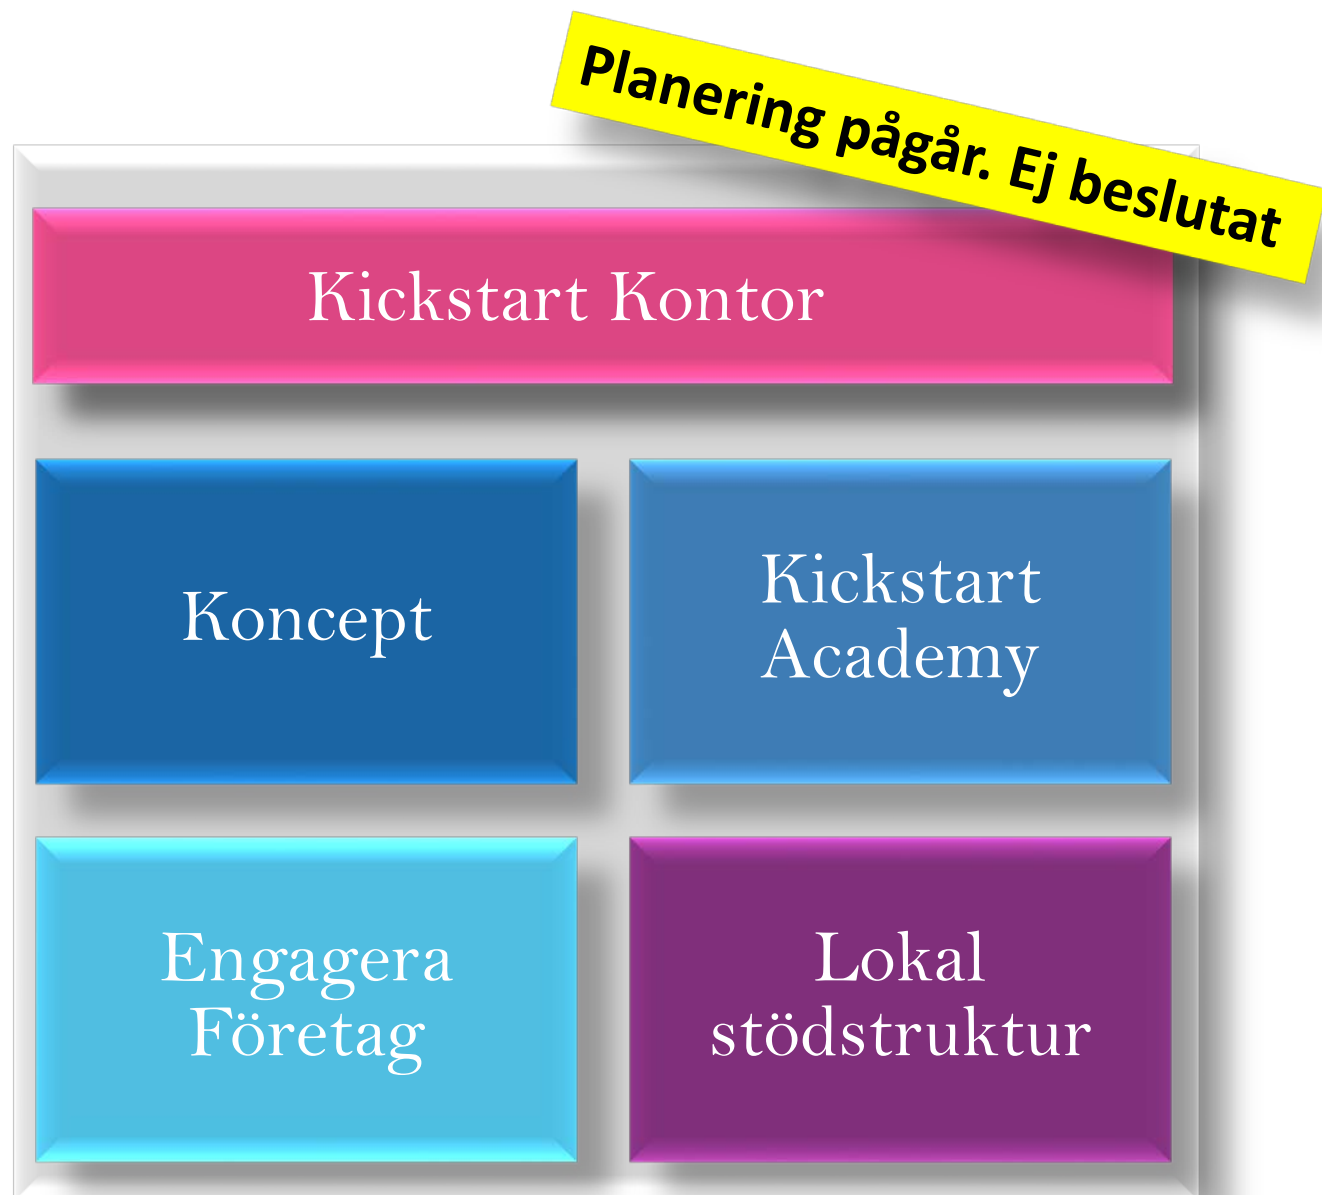 Planering pågår. Ej beslutat
Kickstart Kontor
Koncept
Kickstart
Academy
Engagera
Företag
Lokal
stödstruktur